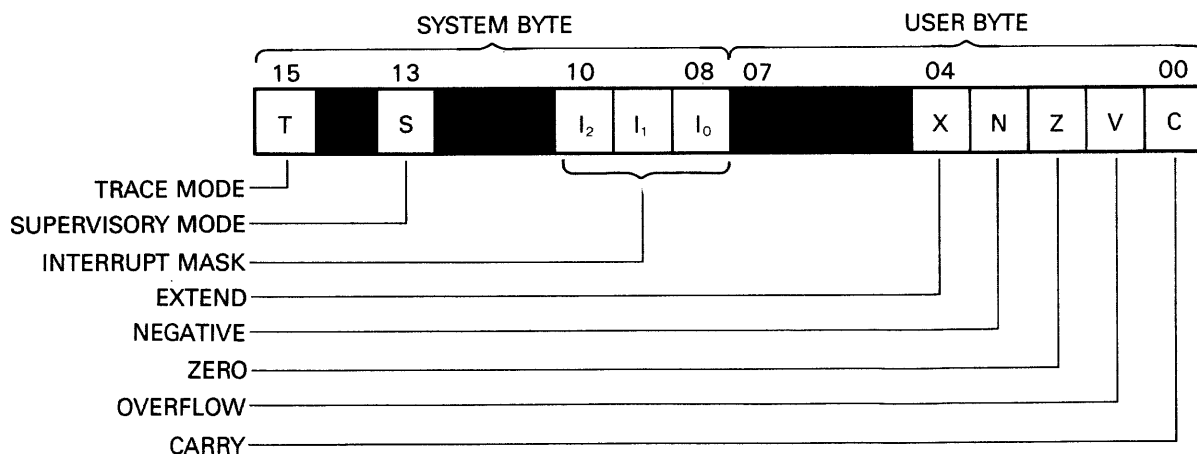 SYSTEM BYTE USER BYTE
15 13 10 08 07 04 00
T S I₂ I₁ I₀ X N Z V C
TRACE MODE
SUPERVISORY MODE
INTERRUPT MASK
EXTEND
NEGATIVE
ZERO
OVERFLOW
CARRY